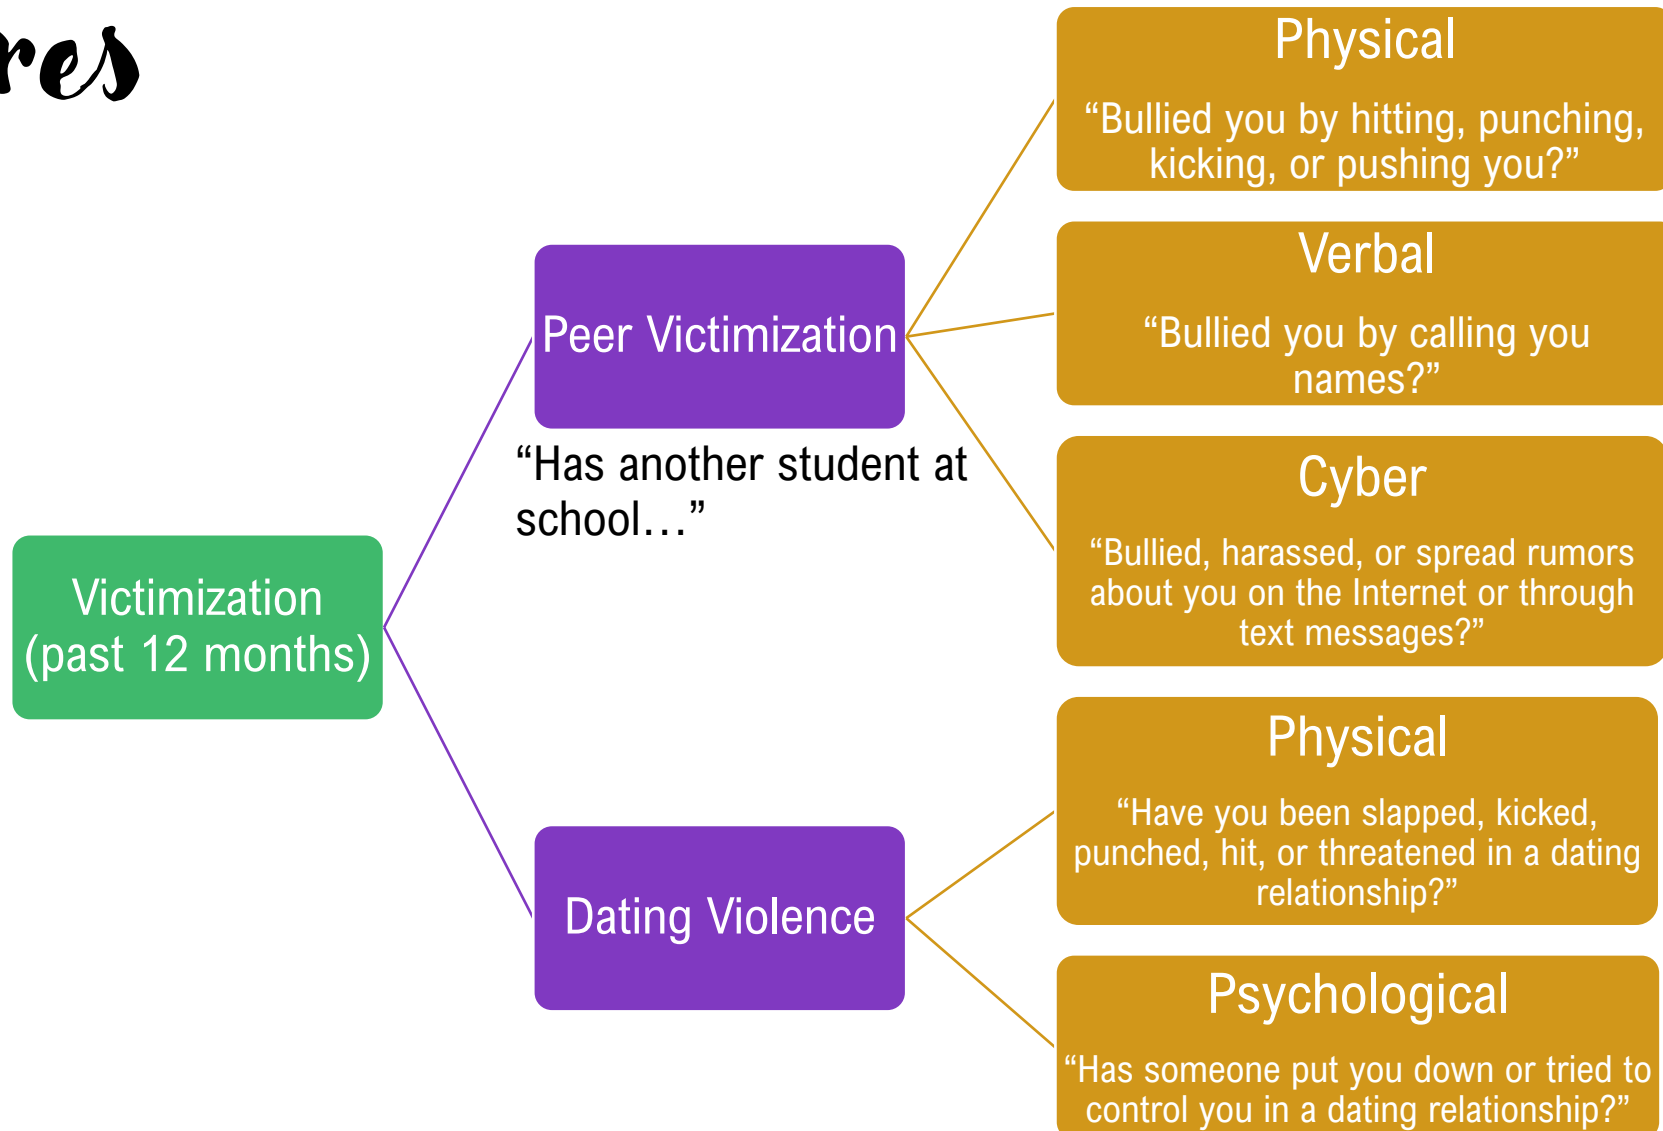 Victimization
(past 12 months)
Peer Victimization
“Has another student at
school…”
Physical
“Bullied you by hitting, punching,
kicking, or pushing you?”
Verbal
“Bullied you by calling you
names?”
Cyber
“Bullied, harassed, or spread rumors
about you on the Internet or through
text messages?”
Dating Violence
Physical
“Have you been slapped, kicked,
punched, hit, or threatened in a dating
relationship?”
Psychological
“Has someone put you down or tried to
control you in a dating relationship?”